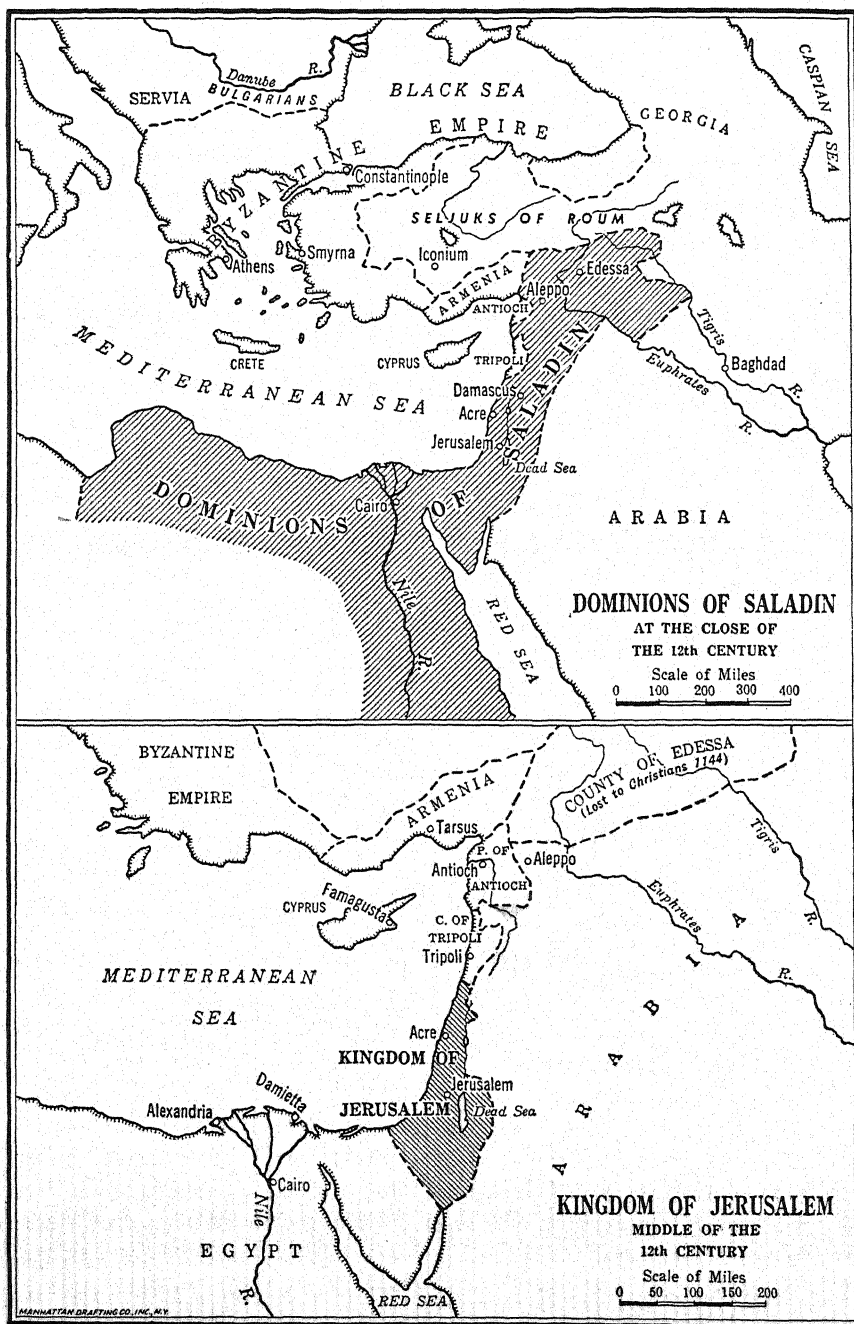 Danube R.
SERVIA
BULGARIANS
BLACK SEA
CASPIAN SEA
GEORGIA
BYZANTINE EMPIRE
Constantinople
SELJUKS OF ROUM
Athens
Smyrna
Iconium
ARMENIA
Edessa
Aleppo
ANTIOCH
Tigris R.
CRETE
CYPRUS
TRIPOLI
Baghdad
Euphrates R.
MEDITERRANEAN SEA
Damascus
Acre
Jerusalem
Dead Sea
DOMINIONS OF SALADIN
Cairo
ARABIA
Nile R.
RED SEA
DOMINIONS OF SALADIN
AT THE CLOSE OF
THE 12th CENTURY
Scale of Miles
0 100 200 300 400
BYZANTINE
EMPIRE
COUNTY OF EDESSA
(Lost to Christians 1144)
ARMENIA
Tarsus
P. OF
ANTIOCH
Antioch
Aleppo
Tigris R.
Famagusta
CYPRUS
C. OF
TRIPOLI
Tripoli
Euphrates R.
MEDITERRANEAN
SEA
ARABIA
Acre
KINGDOM OF
JERUSALEM
Jerusalem
Dead Sea
Damietta
Alexandria
Cairo
Nile R.
EGYPT
RED SEA
KINGDOM OF JERUSALEM
MIDDLE OF THE
12th CENTURY
Scale of Miles
0 50 100 150 200
MANHATTAN DRAFTING CO., INC., N.Y.